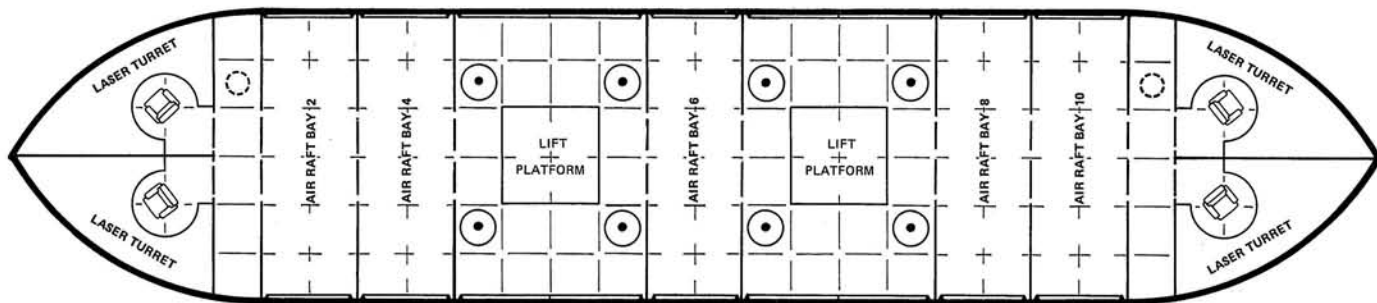 LASER TURRET
LASER TURRET
AIR RAFT BAY 2
AIR RAFT BAY 4
LIFT
PLATFORM
AIR RAFT BAY 6
LIFT
PLATFORM
AIR RAFT BAY 8
AIR RAFT BAY 10
LASER TURRET
LASER TURRET